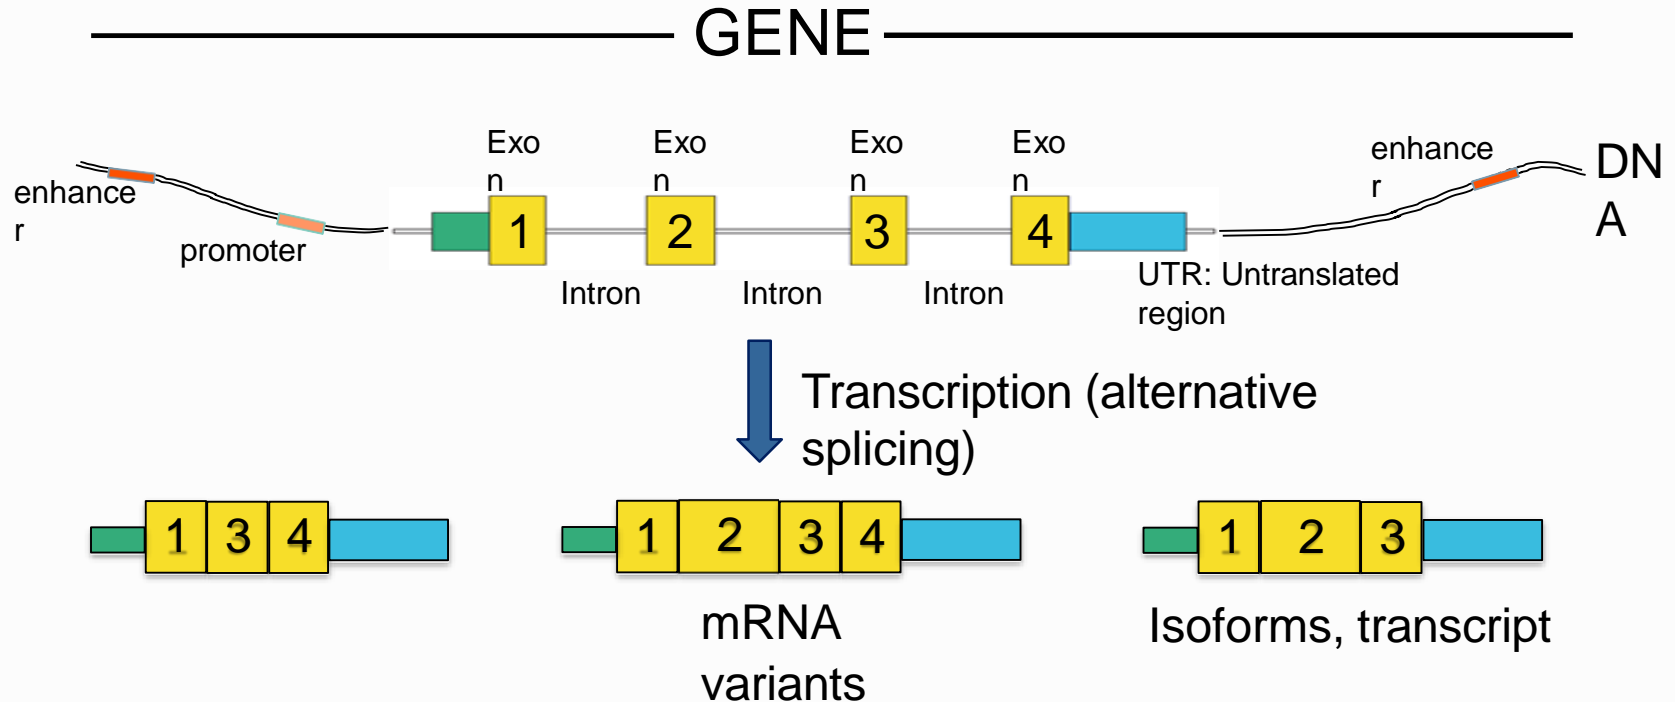 GENE
Exo
n
Exo
n
Exo
n
Exo
n
enhance
r
DN
A
enhance
r
promoter
1
2
3
4
Intron
Intron
Intron
UTR: Untranslated
region
Transcription (alternative
splicing)
1 3 4
1 2 3 4
1 2 3
mRNA
variants
Isoforms, transcript